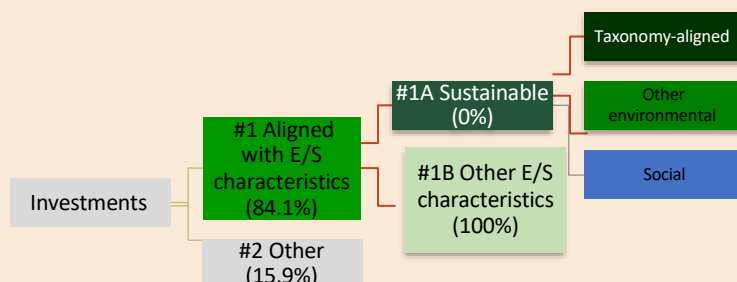 Investments
#1 Aligned
with E/S
characteristics
(84.1%)
#2 Other
(15.9%)
#1A Sustainable
(0%)
#1B Other E/S
characteristics
(100%)
Taxonomy-aligned
Other
environmental
Social